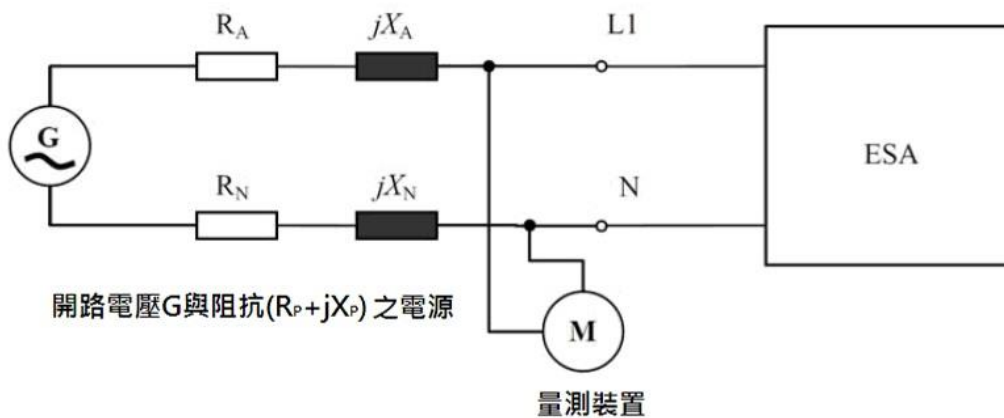 R_A jX_A L1
G
ESA
R_N jX_N N
開路電壓G與阻抗(R_P+jX_P) 之電源
M
量測裝置